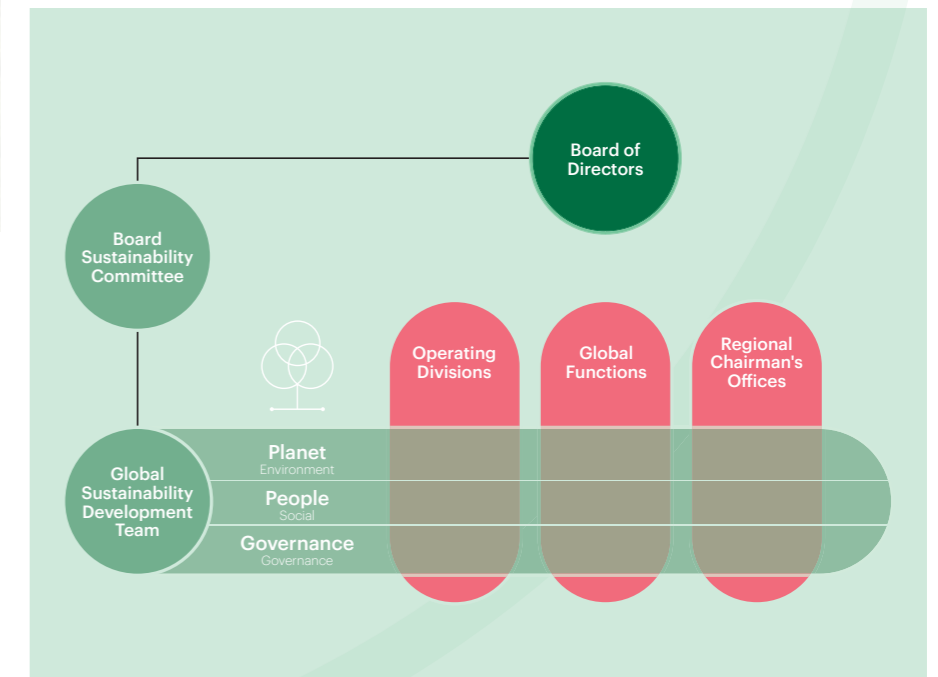 Board of
Directors
Board
Sustainability
Committee
Operating
Divisions
Global
Functions
Regional
Chairman's
Offices
Global
Sustainability
Development
Team
Planet
Environment
People
Social
Governance
Governance